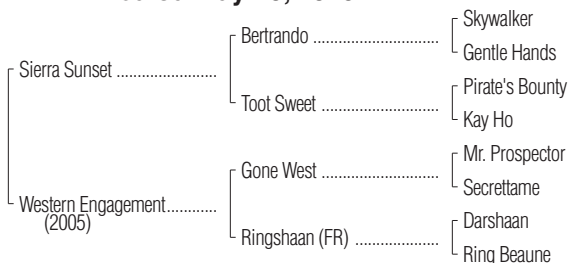 Skywalker
Bertrando ................................
Gentle Hands
Sierra Sunset .........................
Pirate's Bounty
Toot Sweet ..............................
Kay Ho
Mr. Prospector
Gone West ..............................
Secrettame
Western Engagement............
(2005)
Darshaan
Ringshaan (FR) .....................
Ring Beaune